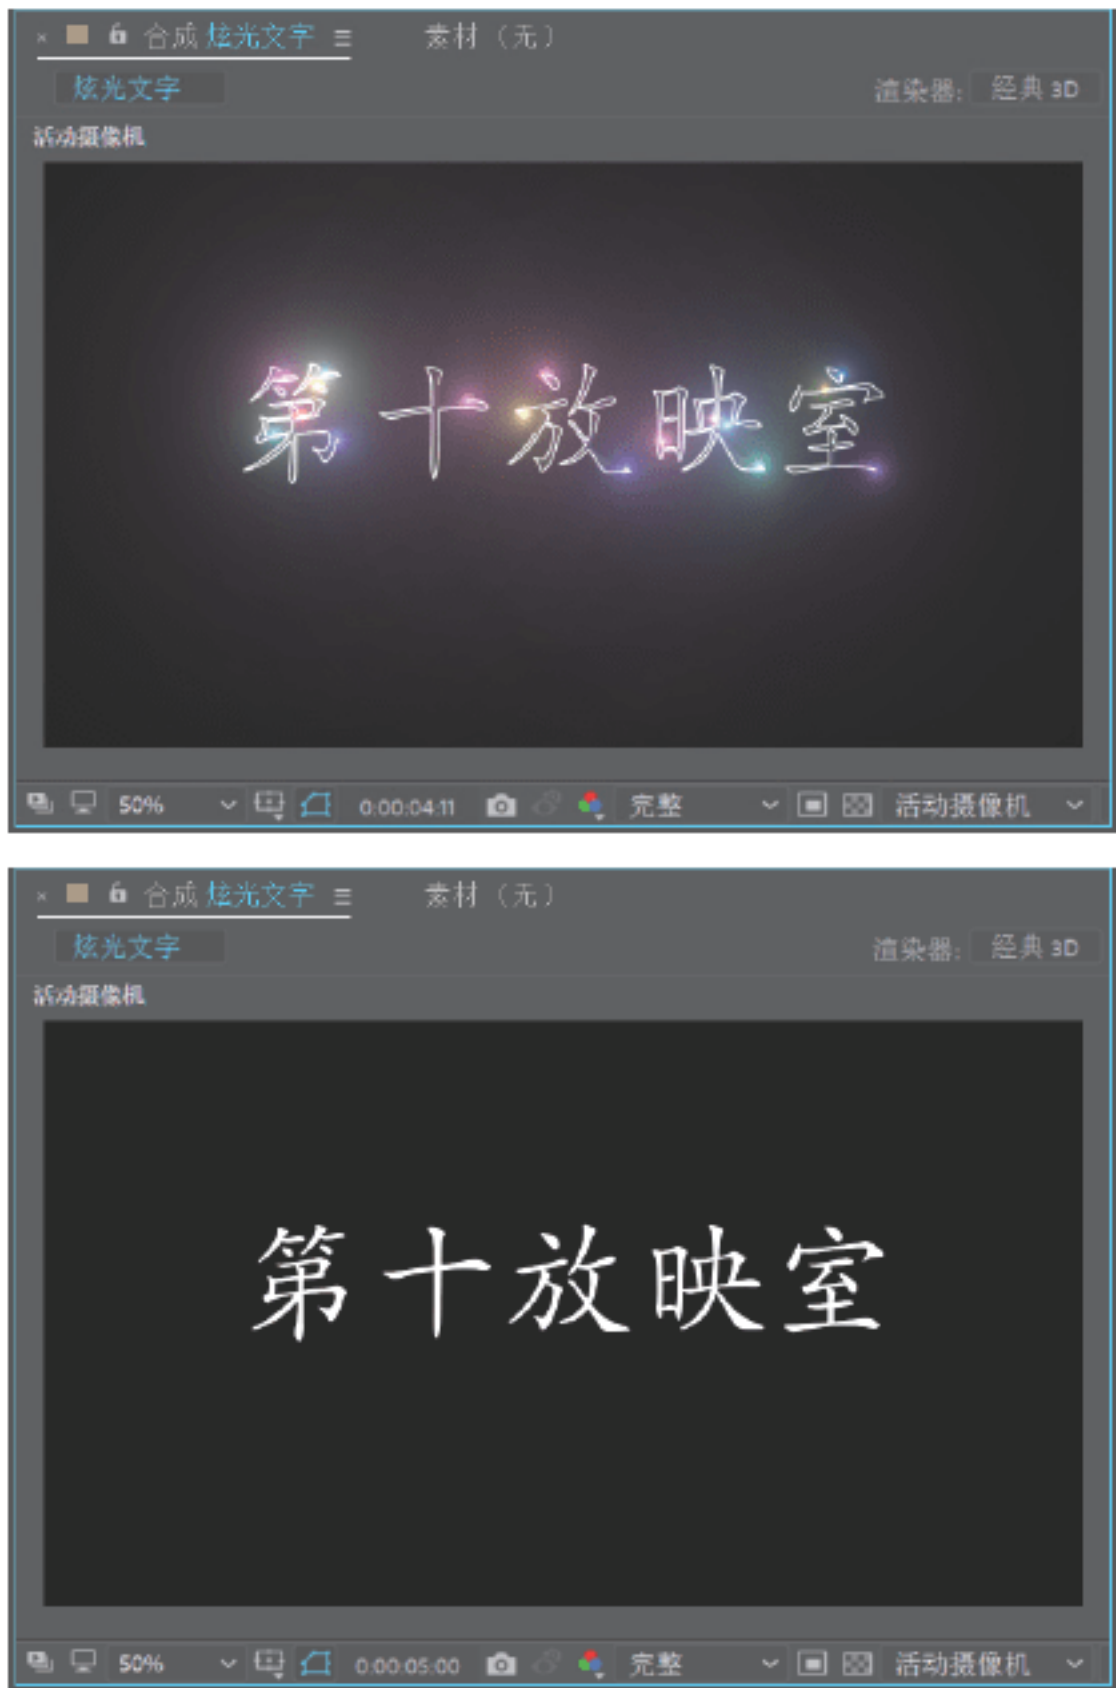 × 合成 炫光文字 ≡ 素材（无）
炫光文字 渲染器: 经典 3D
活动摄像机
第十放映室
50% 0:00:04:11 完整 活动摄像机
× 合成 炫光文字 ≡ 素材（无）
炫光文字 渲染器: 经典 3D
活动摄像机
第十放映室
50% 0:00:05:00 完整 活动摄像机